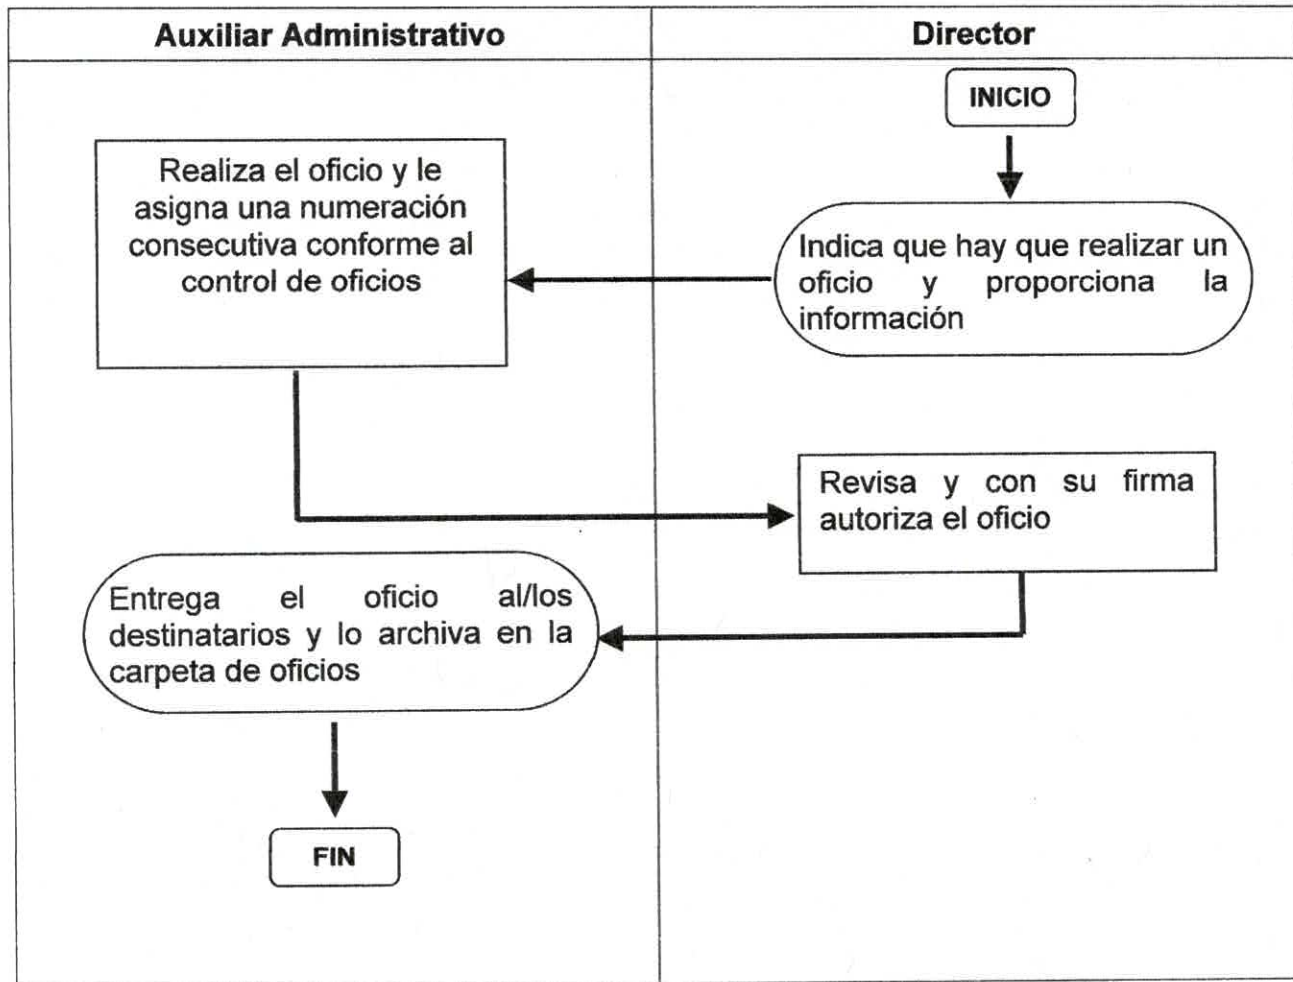 Auxiliar Administrativo
Director
INICIO
Realiza el oficio y le
asigna una numeración
consecutiva conforme al
control de oficios
Indica que hay que realizar un
oficio y proporciona la
información
Revisa y con su firma
autoriza el oficio
Entrega el oficio al/los
destinatarios y lo archiva en la
carpeta de oficios
FIN